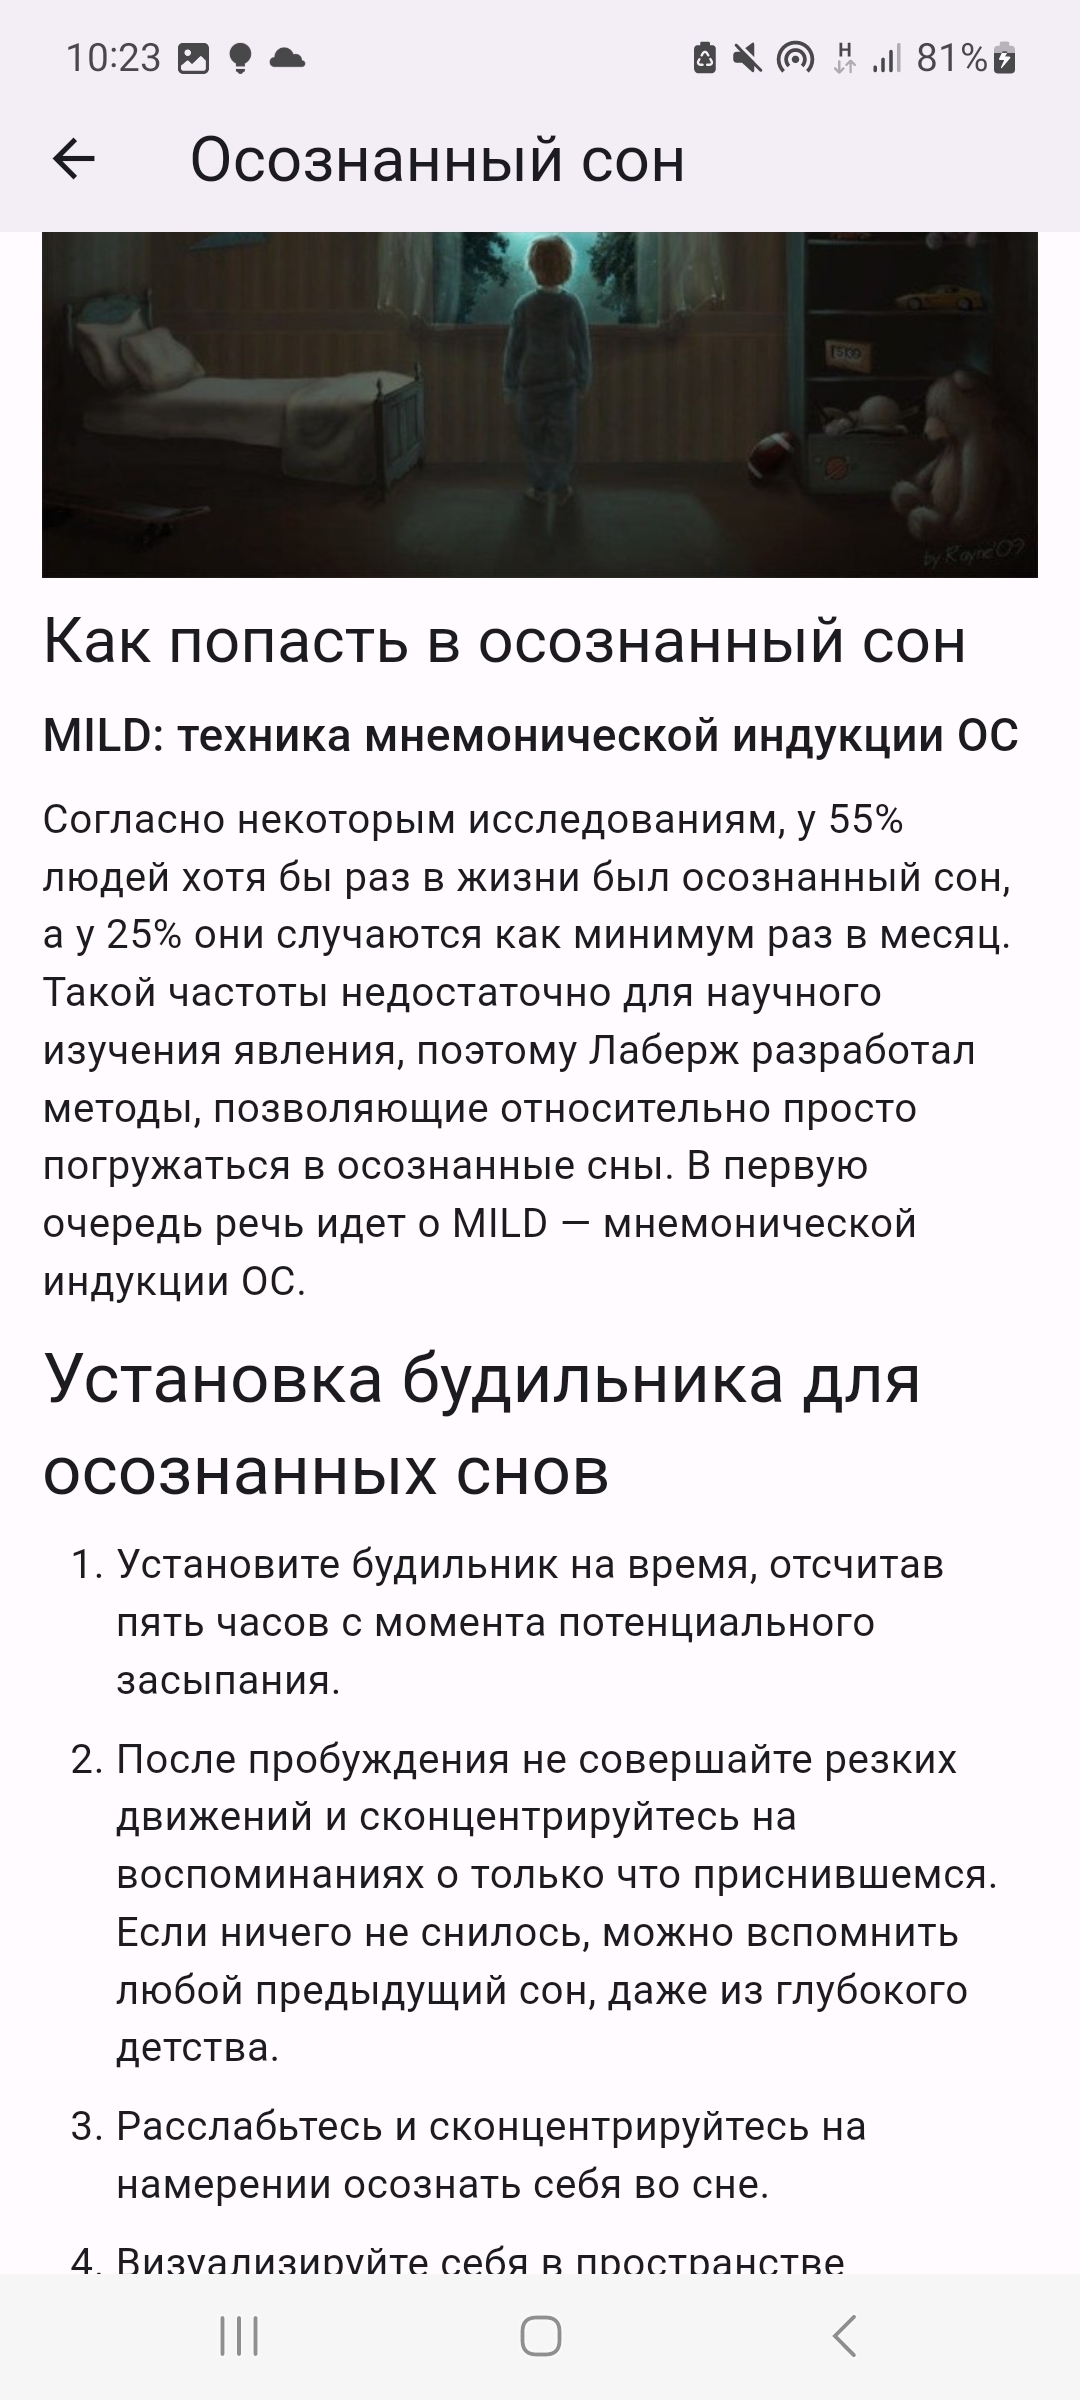 10:23
H
81%
Осознанный сон
by Rayne'09
Как попасть в осознанный сон
MILD: техника мнемонической индукции ОС
Согласно некоторым исследованиям, у 55%
людей хотя бы раз в жизни был осознанный сон,
а у 25% они случаются как минимум раз в месяц.
Такой частоты недостаточно для научного
изучения явления, поэтому Лаберж разработал
методы, позволяющие относительно просто
погружаться в осознанные сны. В первую
очередь речь идет о MILD — мнемонической
индукции ОС.
Установка будильника для
осознанных снов
1. Установите будильник на время, отсчитав
пять часов с момента потенциального
засыпания.
2. После пробуждения не совершайте резких
движений и сконцентрируйтесь на
воспоминаниях о только что приснившемся.
Если ничего не снилось, можно вспомнить
любой предыдущий сон, даже из глубокого
детства.
3. Расслабьтесь и сконцентрируйтесь на
намерении осознать себя во сне.
4. Визуализируйте себя в пространстве